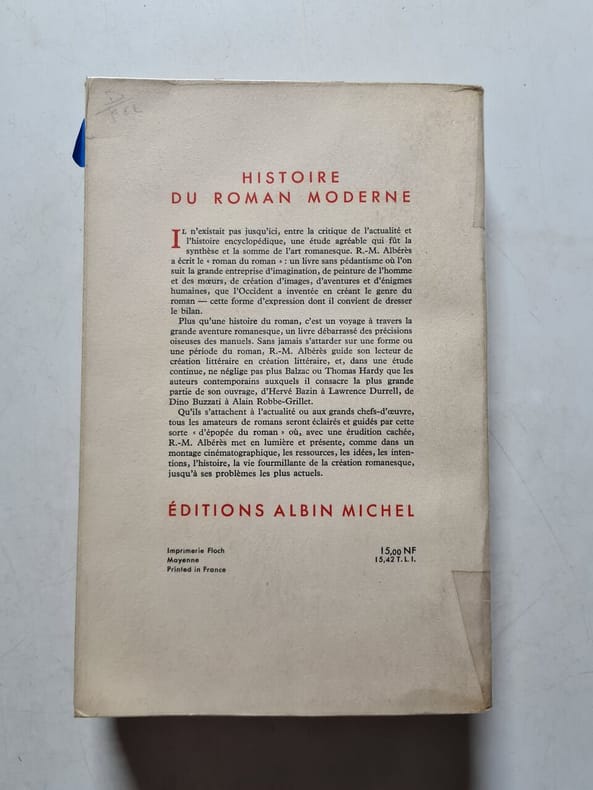 HISTOIRE
DU ROMAN MODERNE
IL n'existait pas jusqu'ici, entre la critique de l'actualité et
l'histoire encyclopédique, une étude agréable qui fût la
synthèse et la somme de l'art romanesque. R.-M. Albérès
a écrit le « roman du roman » : un livre sans pédantisme où l'on
suit la grande entreprise d'imagination, de peinture de l'homme
et des mœurs, de création d'images, d'aventures et d'énigmes
humaines, que l'Occident a inventée en créant le genre du
roman — cette forme d'expression dont il convient de dresser
le bilan.
Plus qu'une histoire du roman, c'est un voyage à travers la
grande aventure romanesque, un livre débarrassé des précisions
oiseuses des manuels. Sans jamais s'attarder sur une forme ou
une période du roman, R.-M. Albérès guide son lecteur de
création littéraire en création littéraire, et, dans une étude
continue, ne néglige pas plus Balzac ou Thomas Hardy que
les auteurs contemporains auxquels il consacre la plus grande
partie de son ouvrage, d'Hervé Bazin à Lawrence Durrell, de
Dino Buzzati à Alain Robbe-Grillet.
Qu'ils s'attachent à l'actualité ou aux grands chefs-d'œuvre,
tous les amateurs de romans seront éclairés et guidés par cette
sorte « d'épopée du roman » où, avec une érudition cachée,
R.-M. Albérès met en lumière et présente, comme dans un
montage cinématographique, les ressources, les idées, les inten-
tions, l'histoire, la vie fourmillante de la création romanesque,
jusqu'à ses problèmes les plus actuels.
ÉDITIONS ALBIN MICHEL
Imprimerie Floch
Mayenne
Printed in France
15,00 NF
15,42 T. L. I.